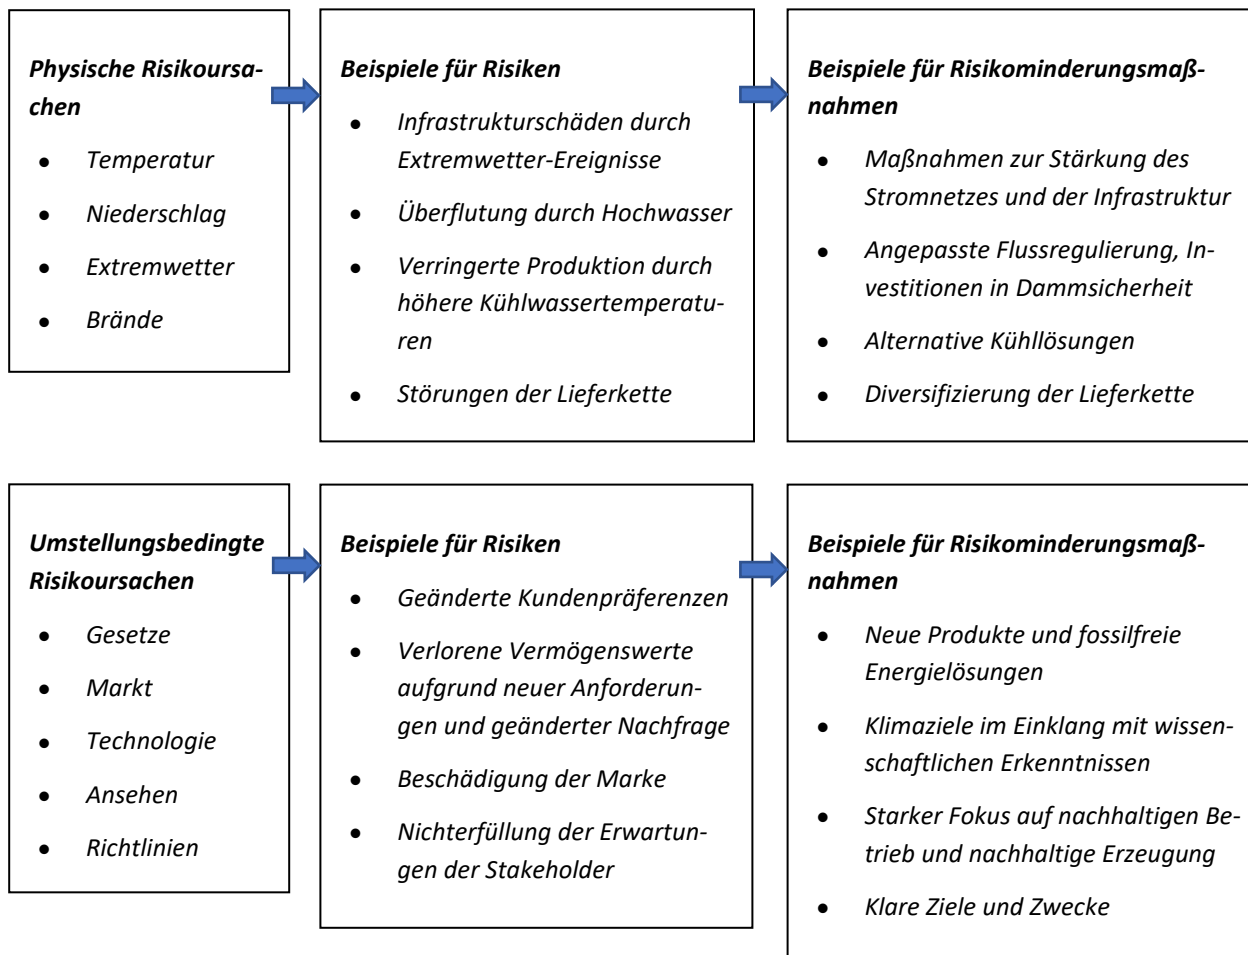 Physische Risikoursa-
chen
● Temperatur
● Niederschlag
● Extremwetter
● Brände
Beispiele für Risiken
● Infrastrukturschäden durch
Extremwetter-Ereignisse
● Überflutung durch Hochwasser
● Verringerte Produktion durch
höhere Kühlwassertemperatu-
ren
● Störungen der Lieferkette
Beispiele für Risikominderungsmaß-
nahmen
● Maßnahmen zur Stärkung des
Stromnetzes und der Infrastruktur
● Angepasste Flussregulierung, In-
vestitionen in Dammsicherheit
● Alternative Kühllösungen
● Diversifizierung der Lieferkette
Umstellungsbedingte
Risikoursachen
● Gesetze
● Markt
● Technologie
● Ansehen
● Richtlinien
Beispiele für Risiken
● Geänderte Kundenpräferenzen
● Verlorene Vermögenswerte
aufgrund neuer Anforderun-
gen und geänderter Nachfrage
● Beschädigung der Marke
● Nichterfüllung der Erwartun-
gen der Stakeholder
Beispiele für Risikominderungsmaß-
nahmen
● Neue Produkte und fossilfreie
Energielösungen
● Klimaziele im Einklang mit wissen-
schaftlichen Erkenntnissen
● Starker Fokus auf nachhaltigen Be-
trieb und nachhaltige Erzeugung
● Klare Ziele und Zwecke